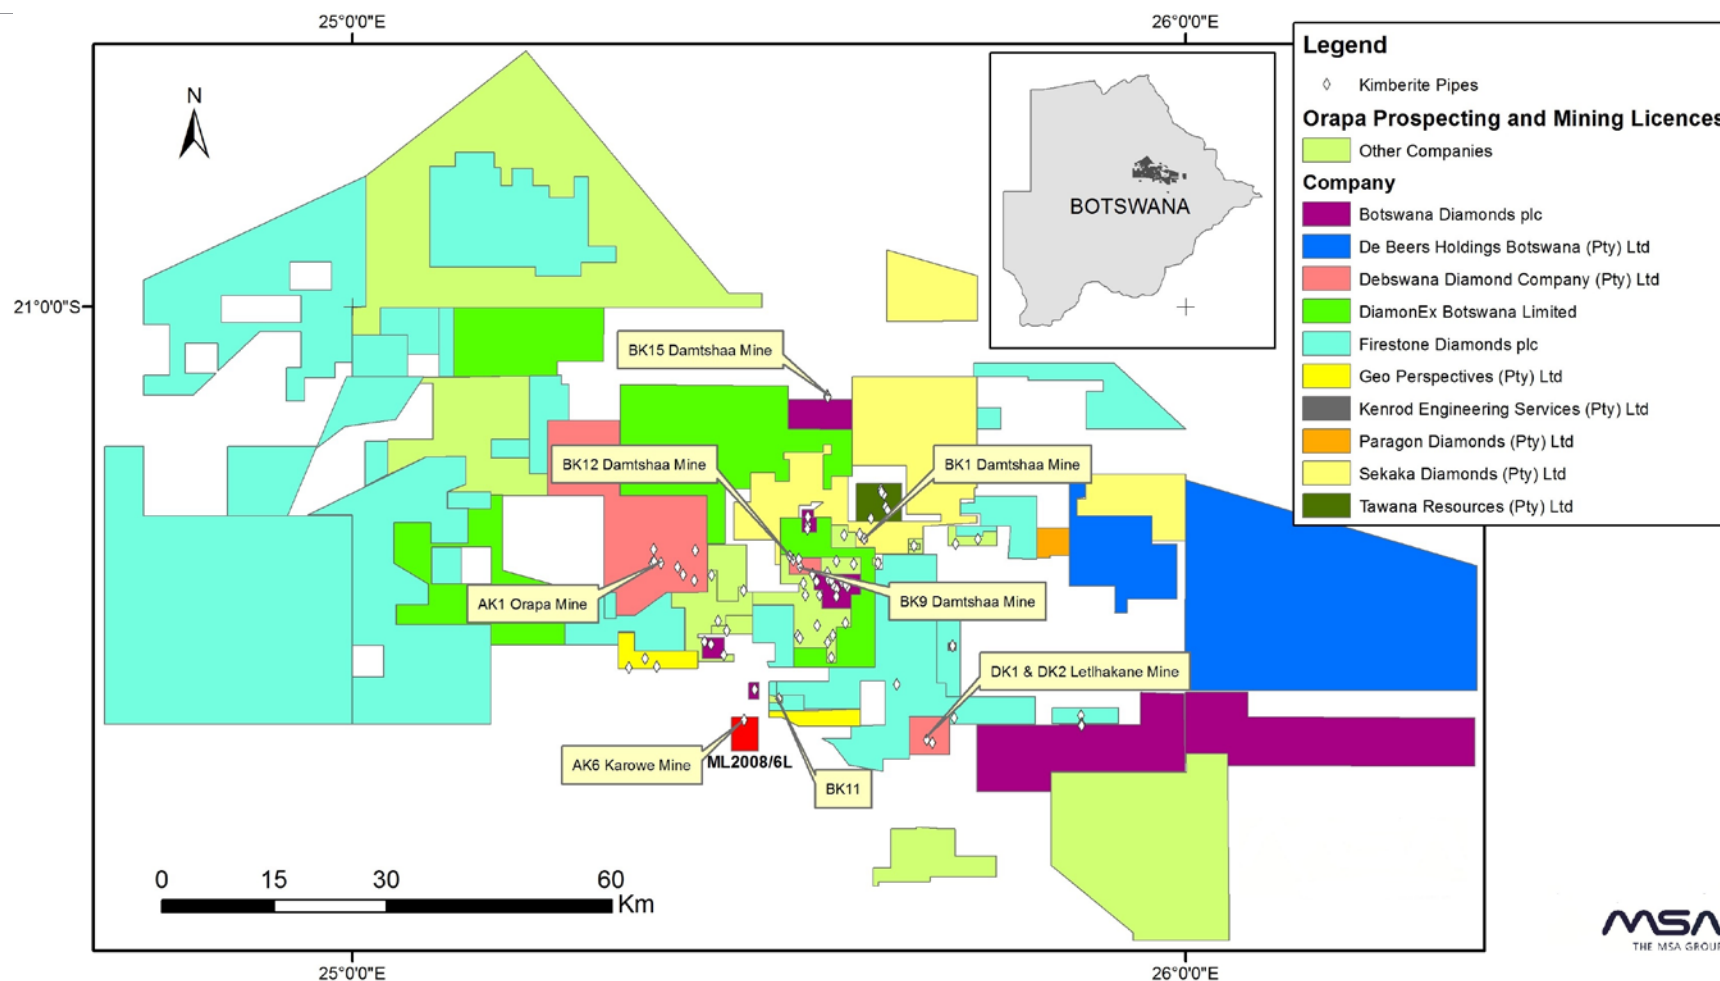 25°0'0"E
26°0'0"E
N
21°0'0"S
BOTSWANA
Legend
Kimberite Pipes
Orapa Prospecting and Mining Licences
Other Companies
Company
Botswana Diamonds plc
De Beers Holdings Botswana (Pty) Ltd
Debswana Diamond Company (Pty) Ltd
DiamonEx Botswana Limited
Firestone Diamonds plc
Geo Perspectives (Pty) Ltd
Kenrod Engineering Services (Pty) Ltd
Paragon Diamonds (Pty) Ltd
Sekaka Diamonds (Pty) Ltd
Tawana Resources (Pty) Ltd
BK15 Damtshaa Mine
BK12 Damtshaa Mine
BK1 Damtshaa Mine
AK1 Orapa Mine
BK9 Damtshaa Mine
DK1 & DK2 Letlhakane Mine
AK6 Karowe Mine
ML2008/6L
BK11
0 15 30 60
Km
MSA
THE MSA GROUP
25°0'0"E
26°0'0"E